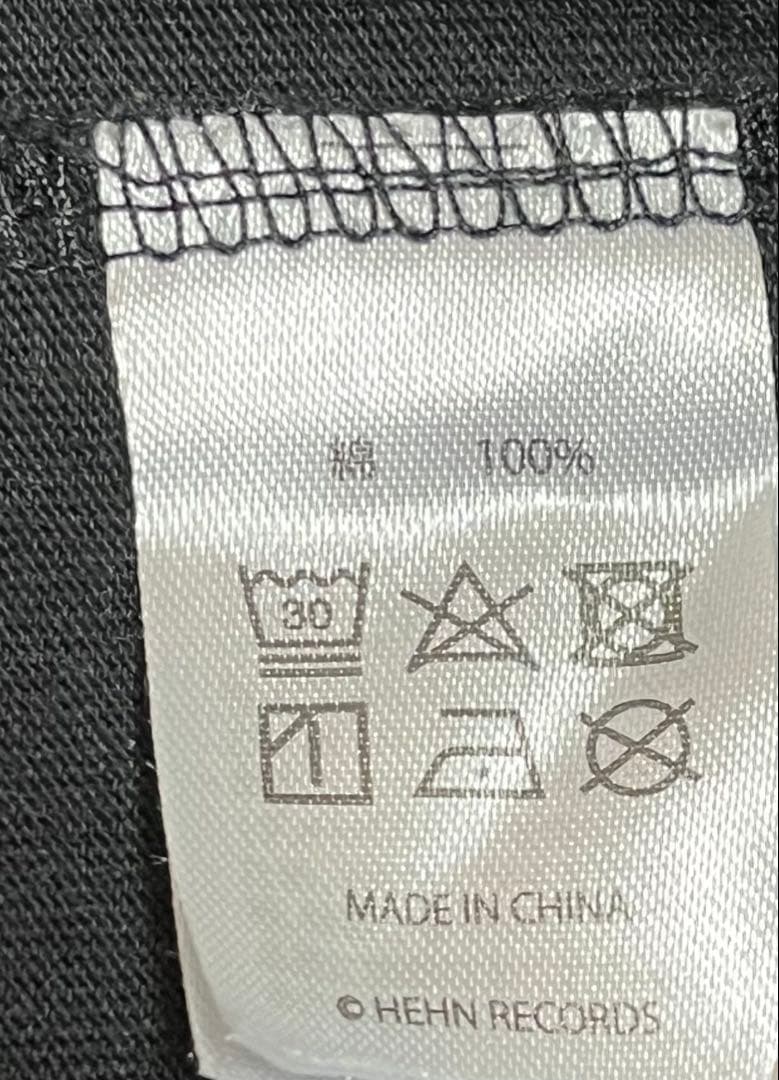 綿 100%
30
MADE IN CHINA
© HEHN RECORDS